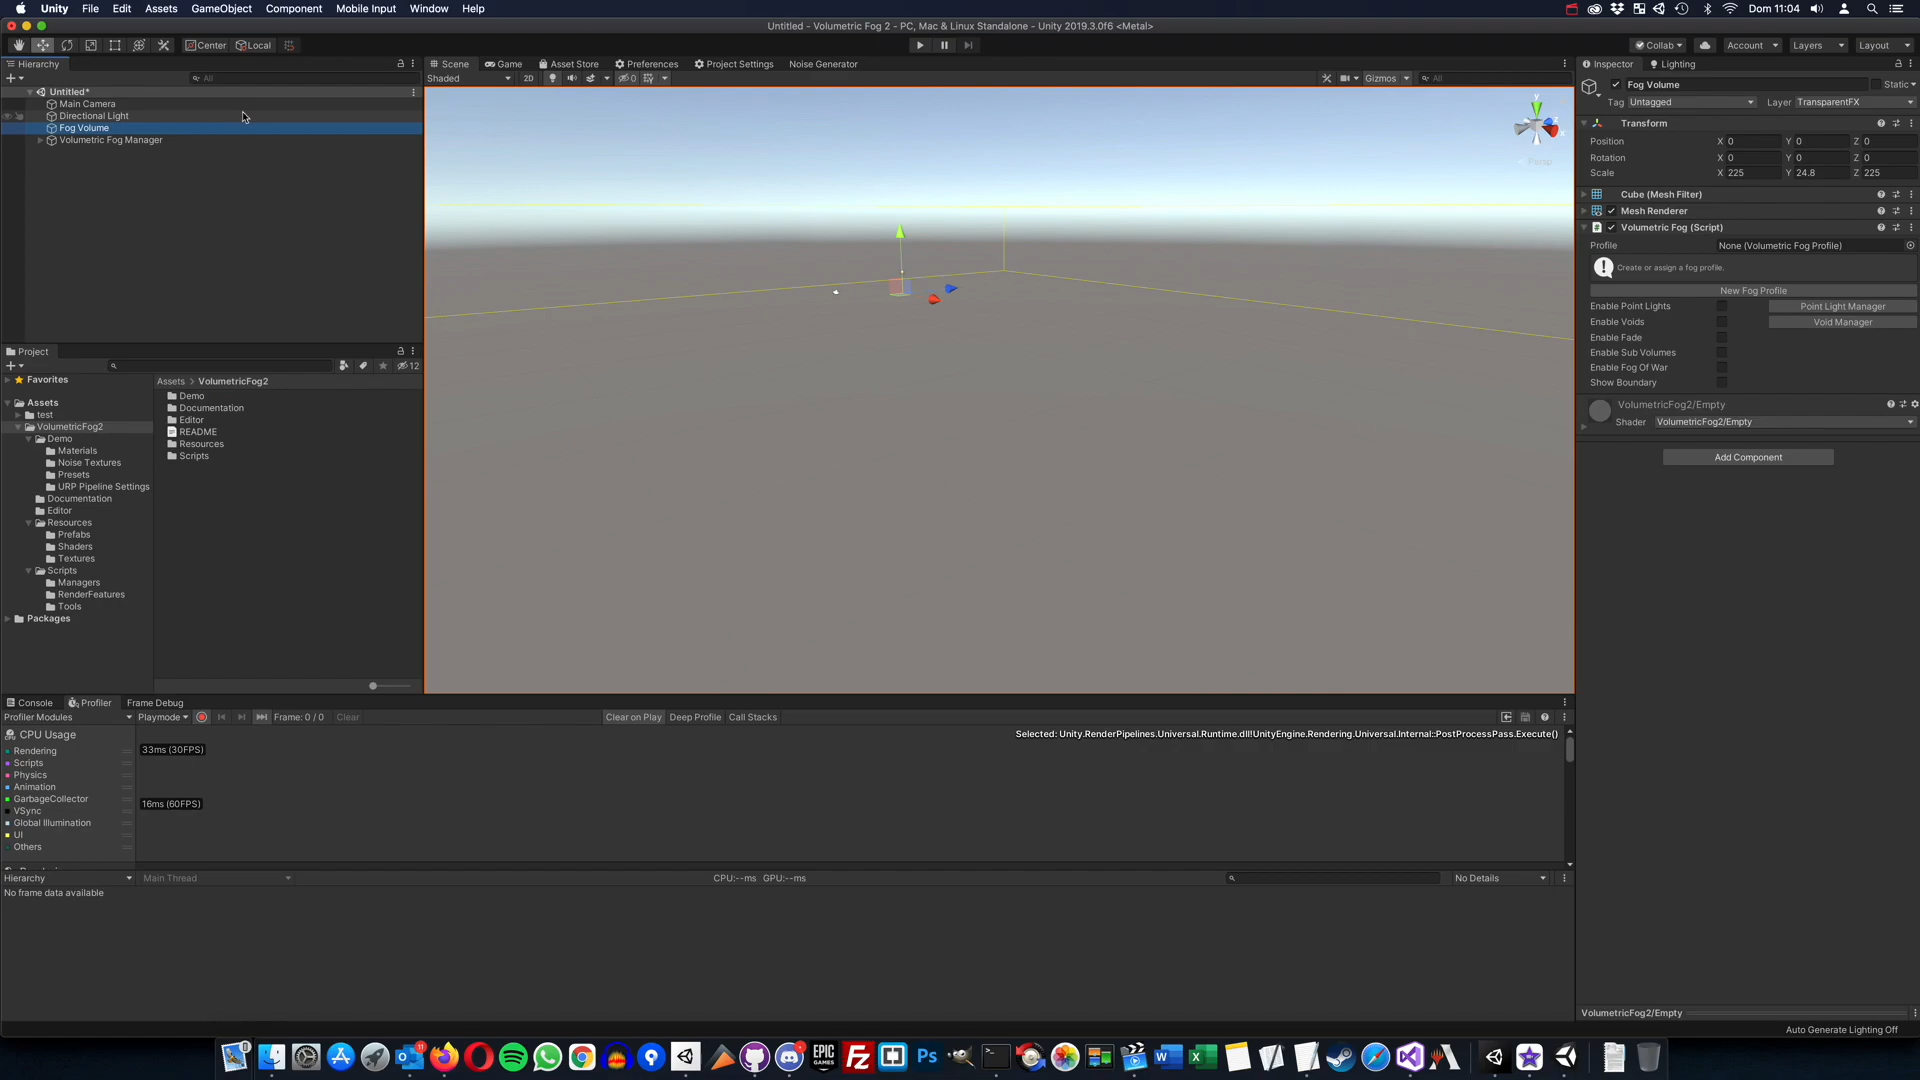 Unity File Edit Assets GameObject Component Mobile Input Window Help Dom 11:04
Untitled - Volumetric Fog 2 - PC, Mac & Linux Standalone - Unity 2019.3.0f6 <Metal>
Center Local Collab Account Layers Layout
Hierarchy
All
Untitled*
Main Camera
Directional Light
Fog Volume
Volumetric Fog Manager
Scene Game Asset Store Preferences Project Settings Noise Generator
Shaded 2D 0 Gizmos All
y
z
x
Persp
Inspector Lighting
Fog Volume Static
Tag Untagged Layer TransparentFX
Transform
Position X 0 Y 0 Z 0
Rotation X 0 Y 0 Z 0
Scale X 225 Y 24.8 Z 225
Cube (Mesh Filter)
Mesh Renderer
Volumetric Fog (Script)
Profile None (Volumetric Fog Profile)
Create or assign a fog profile.
New Fog Profile
Enable Point Lights Point Light Manager
Enable Voids Void Manager
Enable Fade
Enable Sub Volumes
Enable Fog Of War
Show Boundary
VolumetricFog2/Empty
Shader VolumetricFog2/Empty
Add Component
VolumetricFog2/Empty
Auto Generate Lighting Off
Project
12
Favorites
Assets
test
VolumetricFog2
Demo
Materials
Noise Textures
Presets
URP Pipeline Settings
Documentation
Editor
Resources
Prefabs
Shaders
Textures
Scripts
Managers
RenderFeatures
Tools
Packages
Assets > VolumetricFog2
Demo
Documentation
Editor
README
Resources
Scripts
Console Profiler Frame Debug
Profiler Modules Playmode Frame: 0 / 0 Clear Clear on Play Deep Profile Call Stacks
CPU Usage
Rendering
Scripts
Physics
Animation
GarbageCollector
VSync
Global Illumination
UI
Others
Selected: Unity.RenderPipelines.Universal.Runtime.dll!UnityEngine.Rendering.Universal.Internal::PostProcessPass.Execute()
33ms (30FPS)
16ms (60FPS)
Hierarchy Main Thread CPU:--ms GPU:--ms No Details
No frame data available
11
EPIC GAMES
Ps